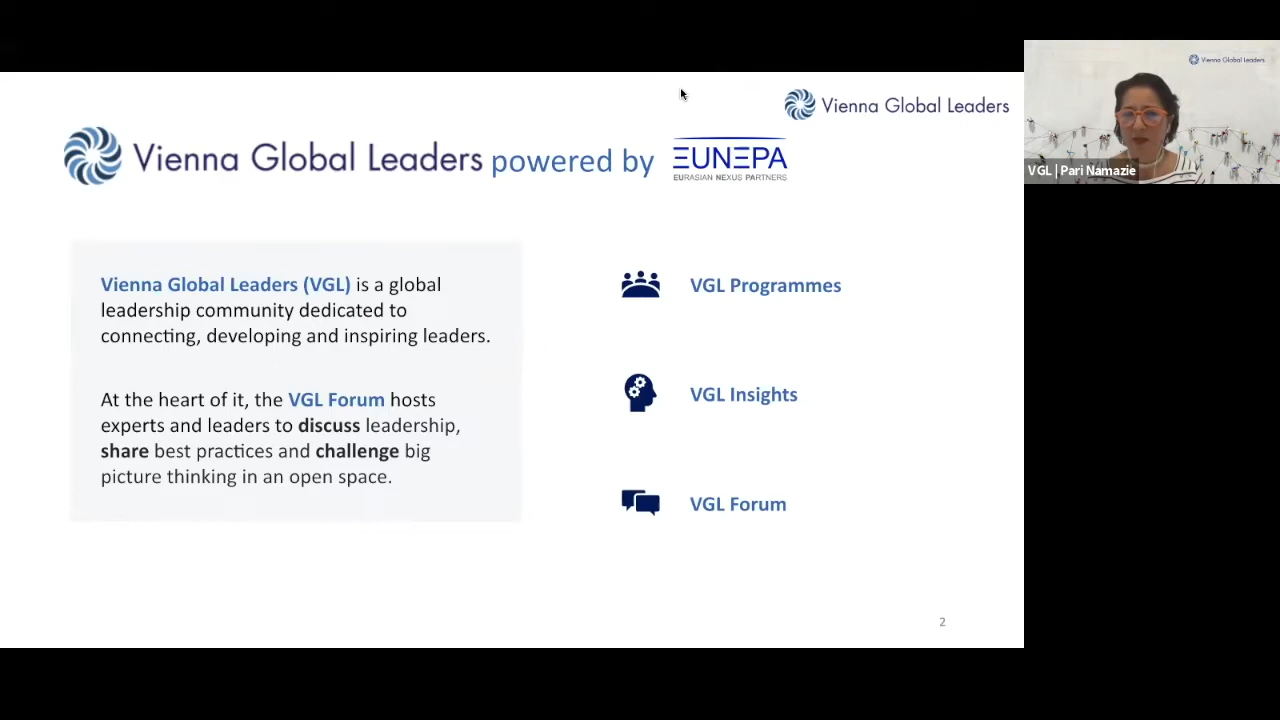 Vienna Global Leaders
Vienna Global Leaders powered by EUNEPA
EURASIAN NEXUS PARTNERS
Vienna Global Leaders (VGL) is a global
leadership community dedicated to
connecting, developing and inspiring leaders.
At the heart of it, the VGL Forum hosts
experts and leaders to discuss leadership,
share best practices and challenge big
picture thinking in an open space.
VGL Programmes
VGL Insights
VGL Forum
2
Vienna Global Leaders
VGL | Pari Namazie